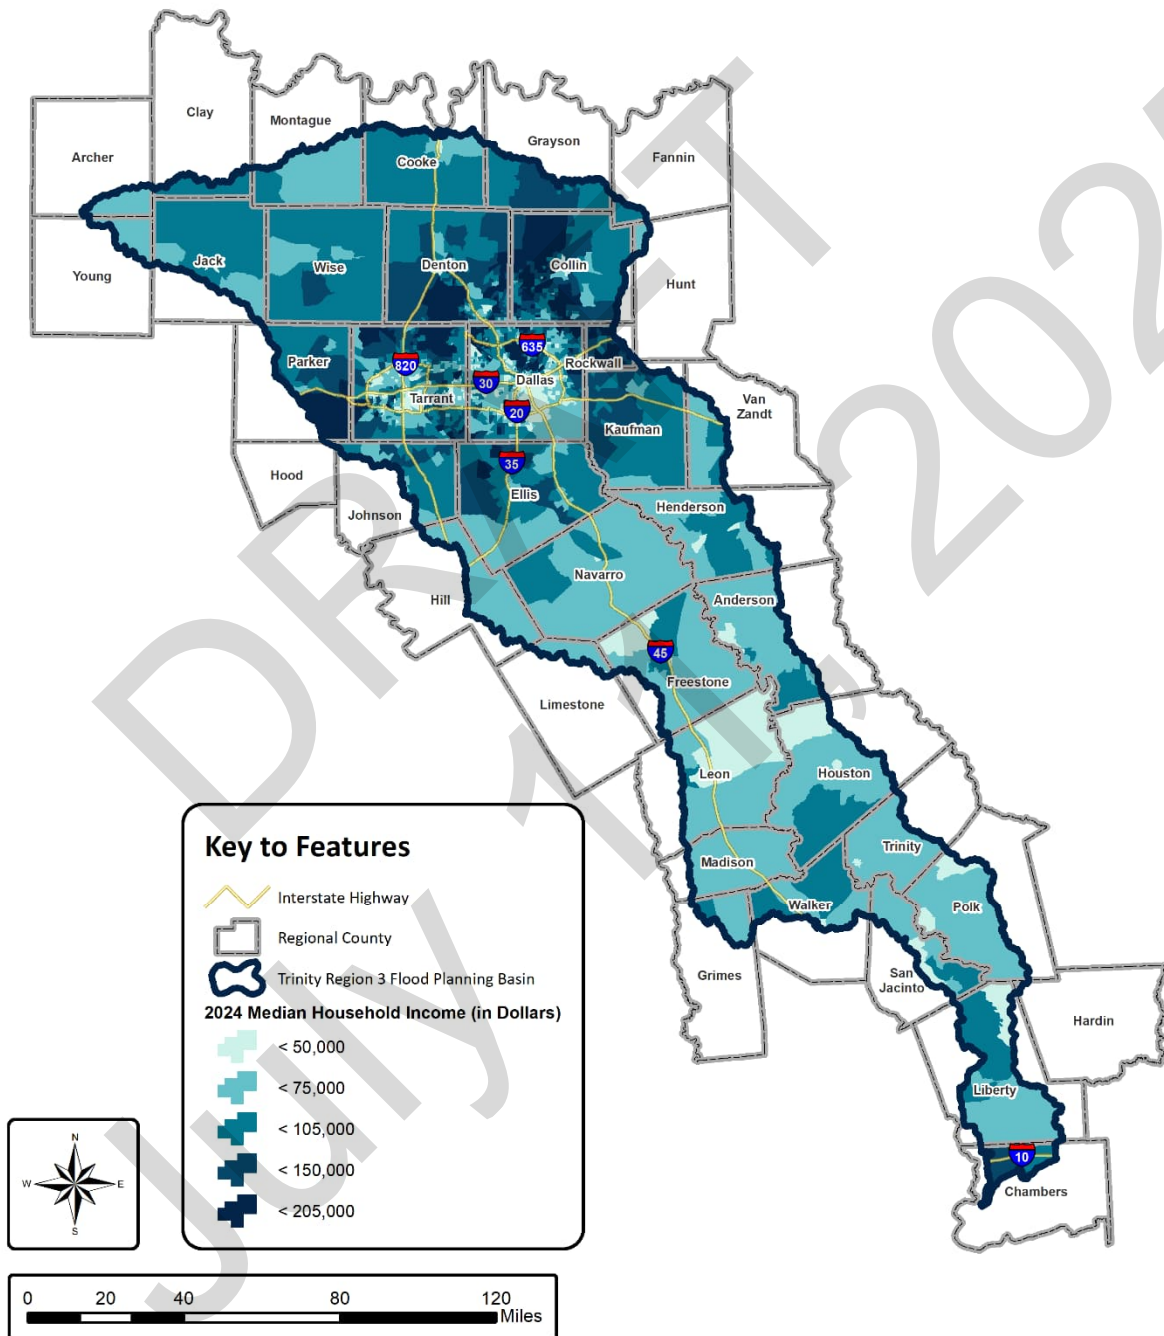 Clay
Montague
Archer
Cooke
Grayson
Fannin
Young
Jack
Wise
Denton
Collin
Hunt
Parker
820
635
Rockwall
30
Dallas
Tarrant
20
Van
Zandt
Kaufman
35
Hood
Ellis
Johnson
Henderson
Navarro
Hill
Anderson
45
Freestone
Limestone
Leon
Houston
Madison
Trinity
Walker
Polk
Grimes
San
Jacinto
Hardin
Liberty
10
Chambers
Key to Features
Interstate Highway
Regional County
Trinity Region 3 Flood Planning Basin
2024 Median Household Income (in Dollars)
< 50,000
< 75,000
< 105,000
< 150,000
< 205,000
N
W E
S
0 20 40 80 120
Miles
DRAFT
July 11, 202